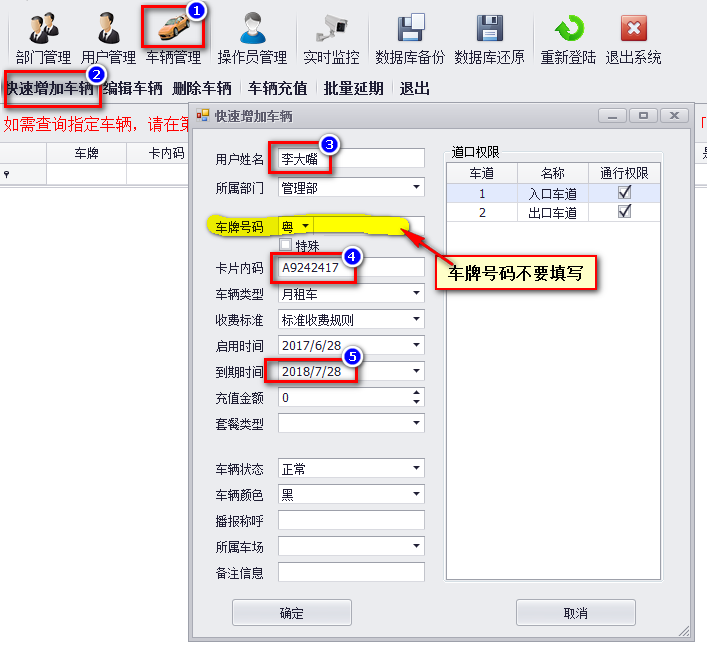 1
部门管理 用户管理 车辆管理 操作员管理 实时监控 数据库备份 数据库还原 重新登陆 退出系统
2
快速增加车辆 编辑车辆 删除车辆 车辆充值 批量延期 退出
如需查询指定车辆，请在第
车牌 卡内码
快速增加车辆
用户姓名 李大嘴 3
所属部门 管理部
车牌号码 粤
特殊
卡片内码 A9242417 4
车辆类型 月租车
收费标准 标准收费规则
启用时间 2017/6/28
到期时间 2018/7/28 5
充值金额 0
套餐类型
车辆状态 正常
车辆颜色 黑
播报称呼
所属车场
备注信息
确定 取消
道口权限
车道 名称 通行权限
1 入口车道
2 出口车道
车牌号码不要填写